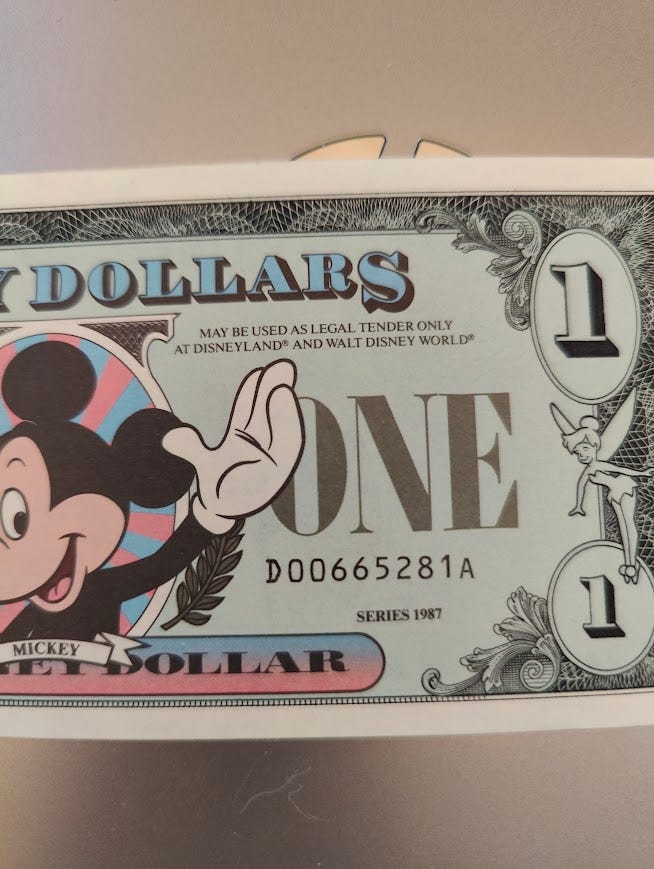 Y DOLLARS
1
MAY BE USED AS LEGAL TENDER ONLY
AT DISNEYLAND® AND WALT DISNEY WORLD®
ONE
D00665281A
SERIES 1987
1
MICKEY
EY DOLLAR